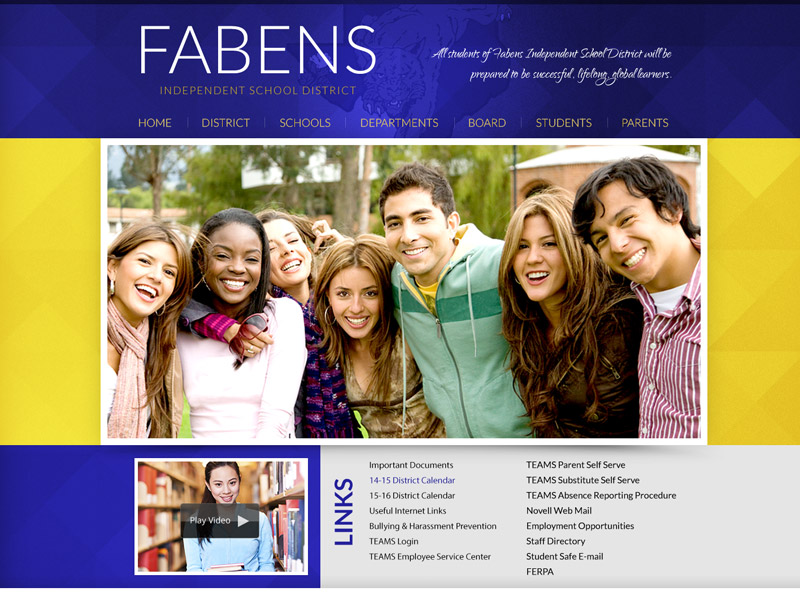 FABENS
INDEPENDENT SCHOOL DISTRICT
All students of Fabens Independent School District will be
prepared to be successful, lifelong, global learners.
HOME DISTRICT SCHOOLS DEPARTMENTS BOARD STUDENTS PARENTS
Play Video
LINKS
Important Documents
14-15 District Calendar
15-16 District Calendar
Useful Internet Links
Bullying & Harassment Prevention
TEAMS Login
TEAMS Employee Service Center
TEAMS Parent Self Serve
TEAMS Substitute Self Serve
TEAMS Absence Reporting Procedure
Novell Web Mail
Employment Opportunities
Staff Directory
Student Safe E-mail
FERPA